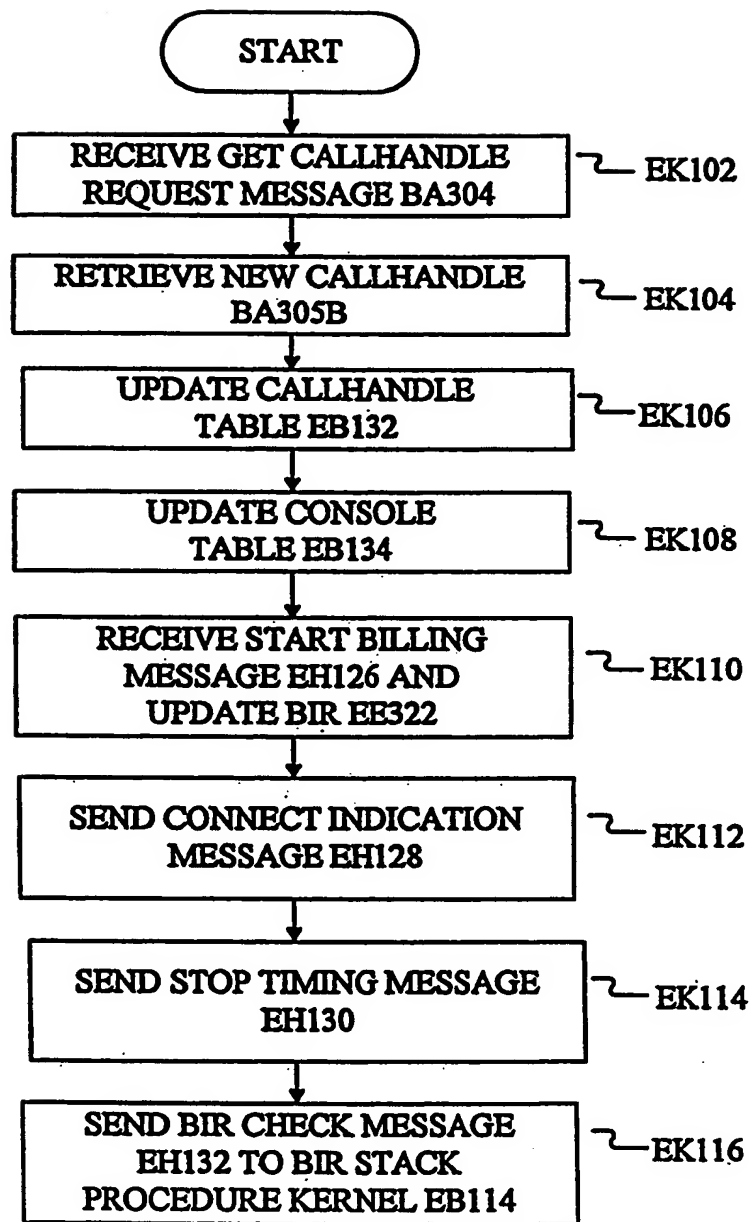 START
RECEIVE GET CALLHANDLE
REQUEST MESSAGE BA304
EK102
RETRIEVE NEW CALLHANDLE
BA305B
EK104
UPDATE CALLHANDLE
TABLE EB132
EK106
UPDATE CONSOLE
TABLE EB134
EK108
RECEIVE START BILLING
MESSAGE EH126 AND
UPDATE BIR EE322
EK110
SEND CONNECT INDICATION
MESSAGE EH128
EK112
SEND STOP TIMING MESSAGE
EH130
EK114
SEND BIR CHECK MESSAGE
EH132 TO BIR STACK
PROCEDURE KERNEL EB114
EK116